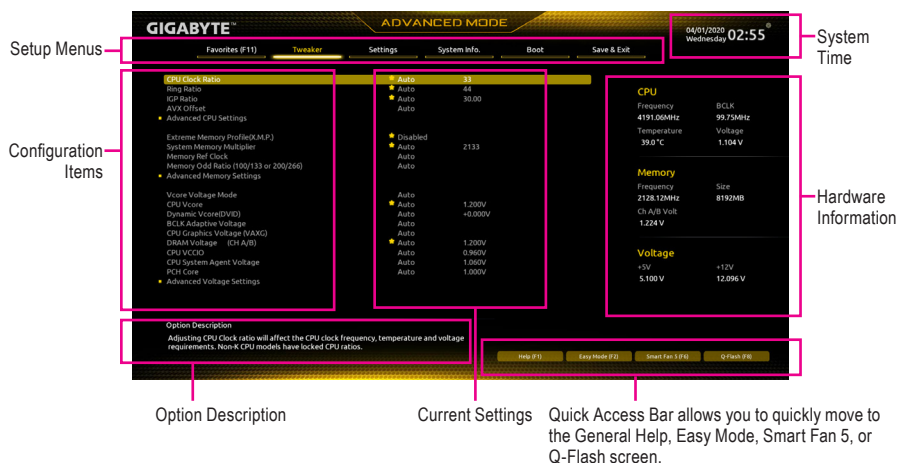 GIGABYTE™
ADVANCED MODE
04/01/2020
Wednesday 02:55
System
Time
Setup Menus
Favorites (F11) Tweaker Settings System Info. Boot Save & Exit
CPU Clock Ratio Auto 33
Ring Ratio Auto 44
IGP Ratio Auto 30.00
AVX Offset Auto
Advanced CPU Settings
Extreme Memory Profile(X.M.P.) Disabled
System Memory Multiplier Auto 2133
Memory Ref Clock Auto
Memory Odd Ratio (100/133 or 200/266) Auto
Advanced Memory Settings
Vcore Voltage Mode Auto
CPU Vcore Auto 1.200V
Dynamic Vcore(DVID) Auto +0.000V
BCLK Adaptive Voltage Auto
CPU Graphics Voltage (VAXG) Auto
DRAM Voltage (CH A/B) Auto 1.200V
CPU VCCIO Auto 0.960V
CPU System Agent Voltage Auto 1.060V
PCH Core Auto 1.000V
Advanced Voltage Settings
Configuration
Items
CPU
Frequency BCLK
4191.06MHz 99.75MHz
Temperature Voltage
39.0 °C 1.104 V
Memory
Frequency Size
2128.12MHz 8192MB
Ch A/B Volt
1.224 V
Voltage
+5V +12V
5.100 V 12.096 V
Hardware
Information
Option Description
Adjusting CPU Clock ratio will affect the CPU clock frequency, temperature and voltage
requirements. Non-K CPU models have locked CPU ratios.
Help (F1) Easy Mode (F2) Smart Fan 5 (F6) Q-Flash (F8)
Option Description
Current Settings
Quick Access Bar allows you to quickly move to
the General Help, Easy Mode, Smart Fan 5, or
Q-Flash screen.